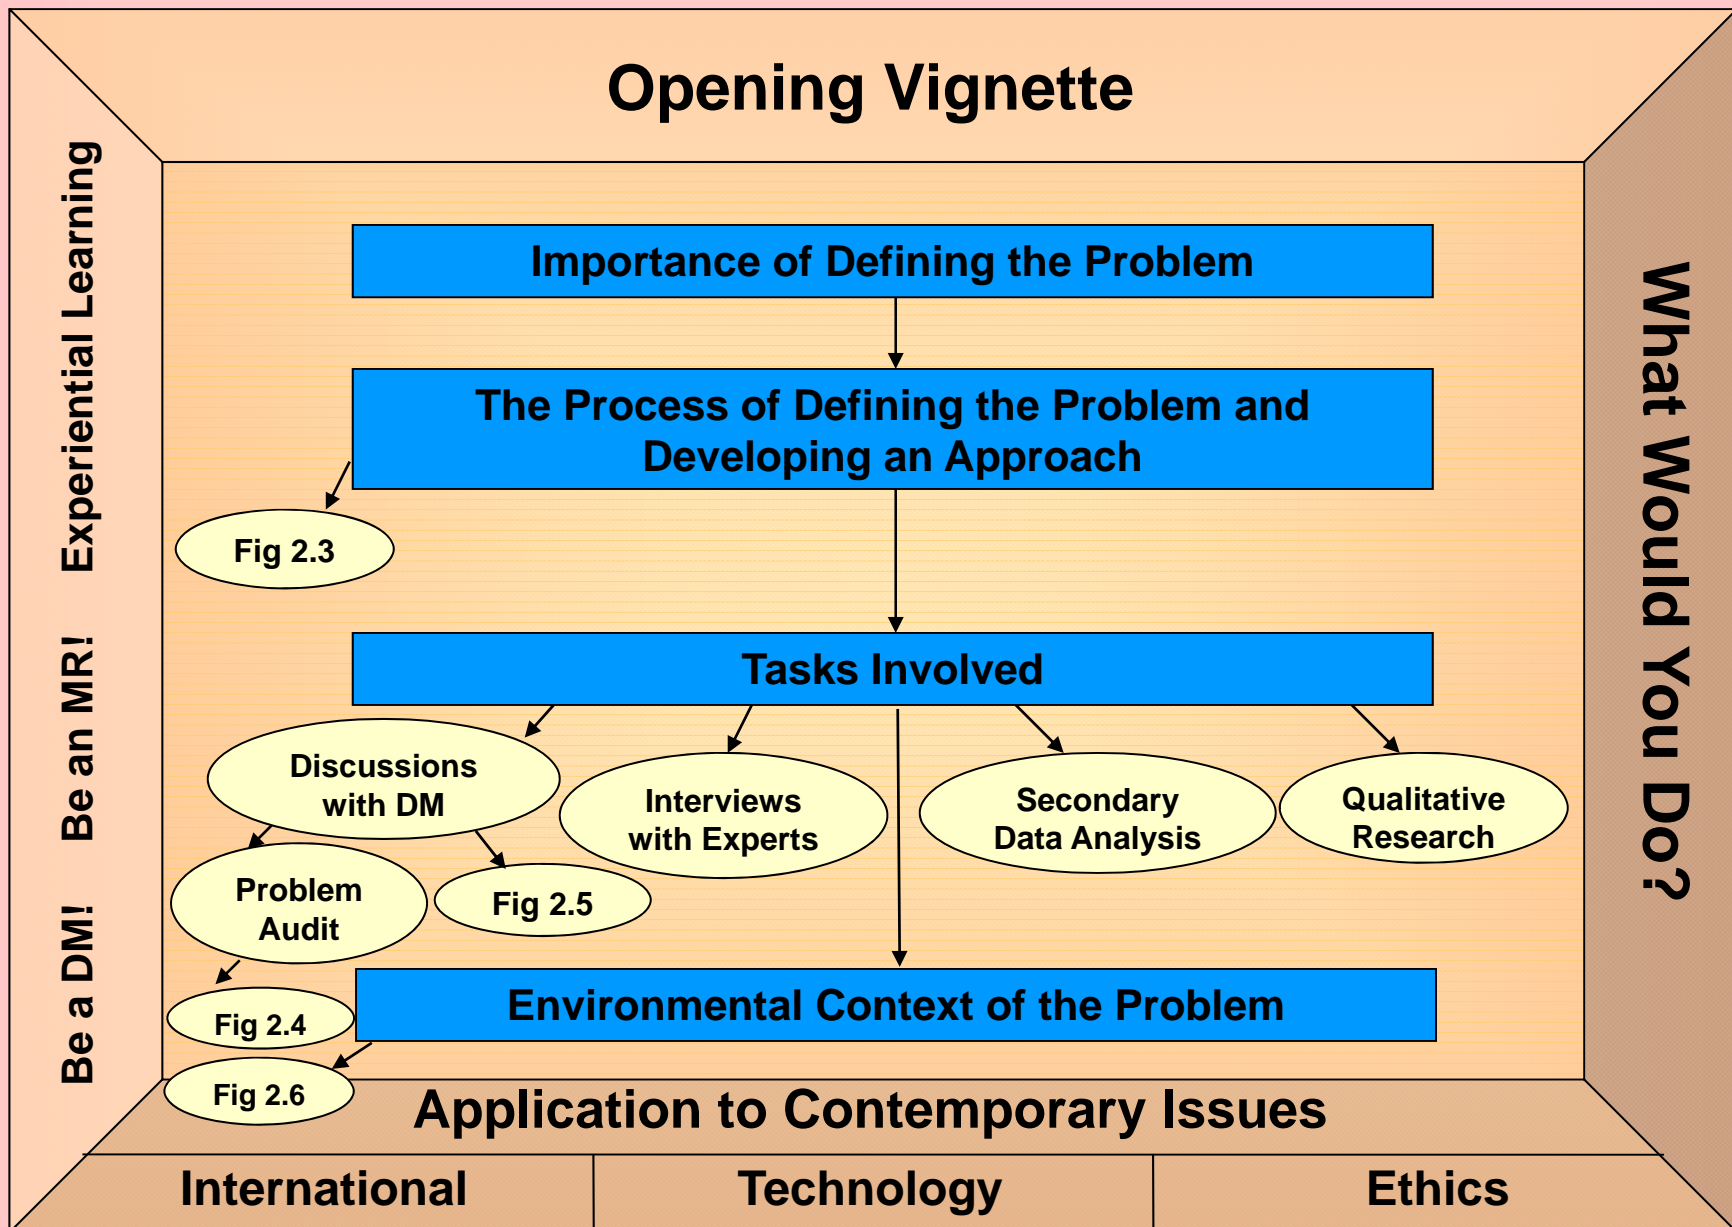 Opening Vignette
Experiential Learning
Be an MR!
Be a DM!
What Would You Do?
Importance of Defining the Problem
The Process of Defining the Problem and
Developing an Approach
Fig 2.3
Tasks Involved
Discussions
with DM
Interviews
with Experts
Secondary
Data Analysis
Qualitative
Research
Problem
Audit
Fig 2.5
Fig 2.4
Environmental Context of the Problem
Fig 2.6
Application to Contemporary Issues
International
Technology
Ethics